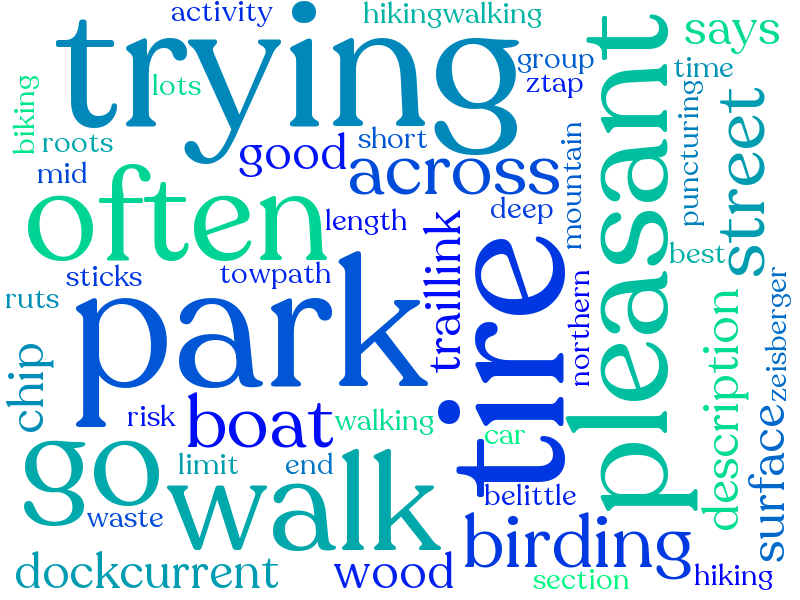 activity
hikingwalking
trying
says
group
time
lots
ztap
biking
roots
short
good
mid
across
pleasant
puncturing
mountain
street
often
length
deep
traillink
best
sticks
towpath
tire
ruts
park
northern
zeisberger
description
chip
risk
boat
walking
car
surface
go
walk
limit
end
belittle
waste
birding
dockcurrent
wood
section
hiking